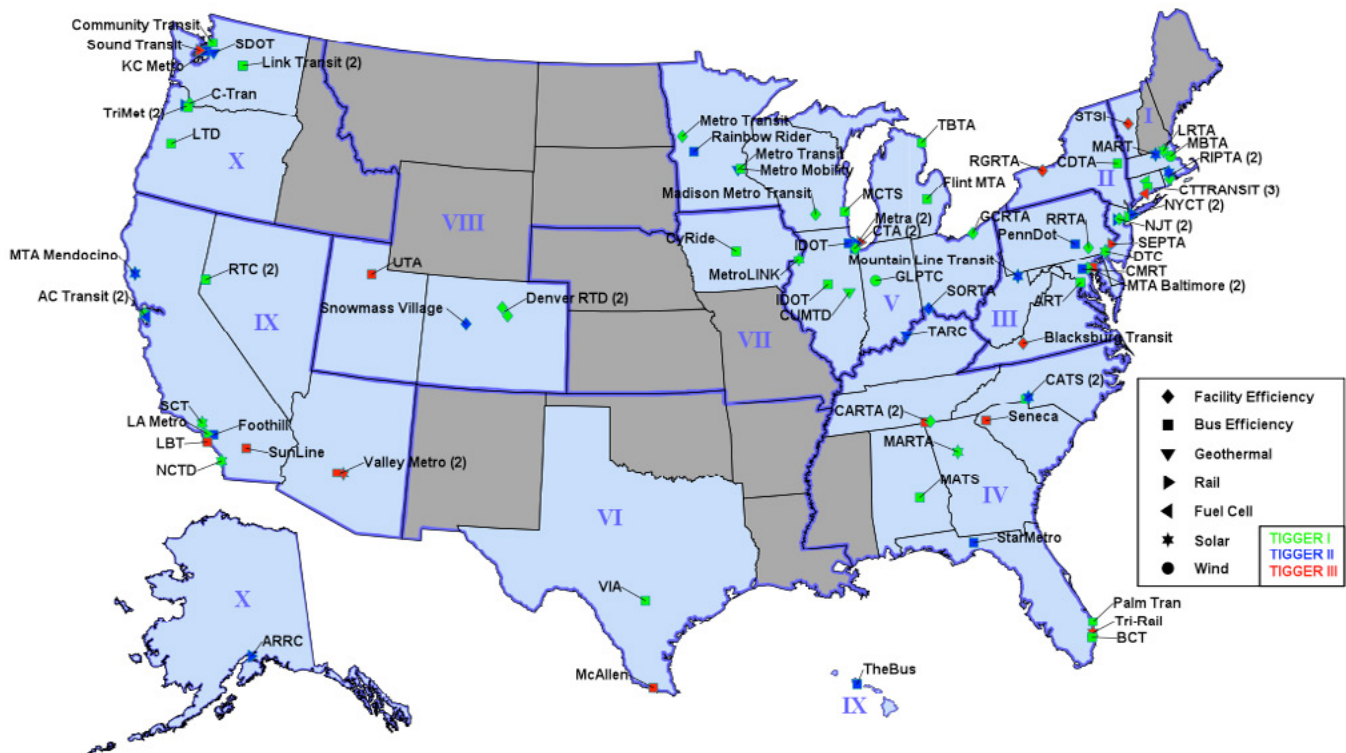 Community Transit
Sound Transit
SDOT
KC Metro
Link Transit (2)
C-Tran
TriMet (2)
LTD
X
MTA Mendocino
AC Transit (2)
RTC (2)
IX
SCT
LA Metro
Foothill
LBT
SunLine
NCTD
Valley Metro (2)
VIII
UTA
Snowmass Village
Denver RTD (2)
VII
VI
VIA
McAllen
X
ARRC
TheBus
IX
Metro Transit
Rainbow Rider
Metro Transit
Metro Mobility
Madison Metro Transit
MCTS
TBTA
Flint MTA
CyRide
Metra (2)
IDOT
CTA (2)
MetroLINK
GCRTA
Mountain Line Transit
GLPTC
IDOT
CUMTD
V
SORTA
TARC
STSI
I
LRTA
MART
MBTA
RGRTA
CDTA
RIPTA (2)
II
CTTRANSIT (3)
NYCT (2)
RRTA
NJT (2)
PennDot
SEPTA
DTC
CMRT
MTA Baltimore (2)
ART
III
Blacksburg Transit
CATS (2)
CARTA (2)
Seneca
MARTA
MATS
IV
StarMetro
Palm Tran
Tri-Rail
BCT
Facility Efficiency
Bus Efficiency
Geothermal
Rail
Fuel Cell
Solar
Wind
TIGGER I
TIGGER II
TIGGER III